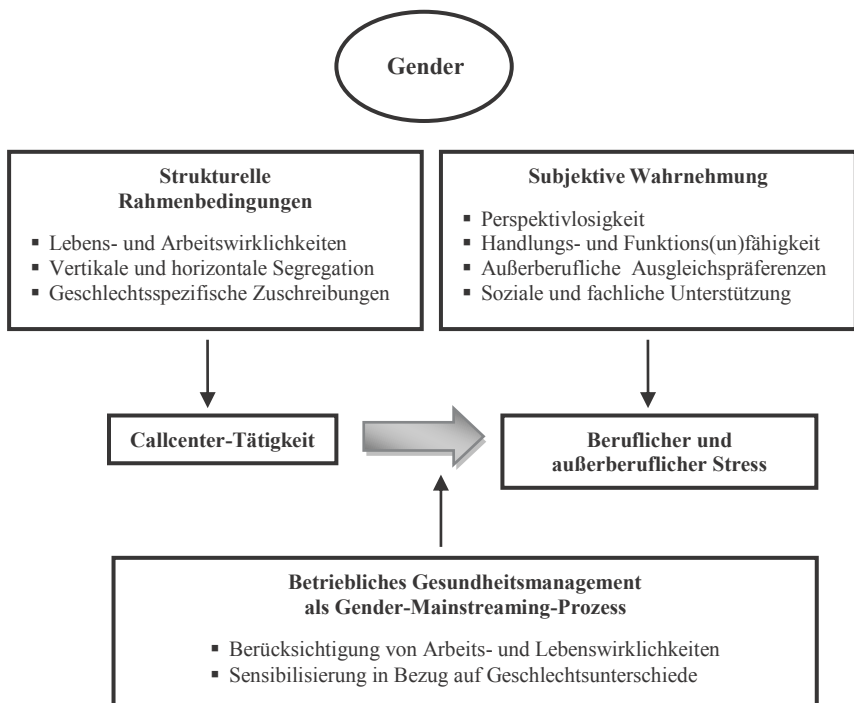 Gender
Strukturelle
Rahmenbedingungen
▪ Lebens- und Arbeitswirklichkeiten
▪ Vertikale und horizontale Segregation
▪ Geschlechtsspezifische Zuschreibungen
Subjektive Wahrnehmung
▪ Perspektivlosigkeit
▪ Handlungs- und Funktions(un)fähigkeit
▪ Außerberufliche Ausgleichspräferenzen
▪ Soziale und fachliche Unterstützung
Callcenter-Tätigkeit
Beruflicher und
außerberuflicher Stress
Betriebliches Gesundheitsmanagement
als Gender-Mainstreaming-Prozess
▪ Berücksichtigung von Arbeits- und Lebenswirklichkeiten
▪ Sensibilisierung in Bezug auf Geschlechtsunterschiede